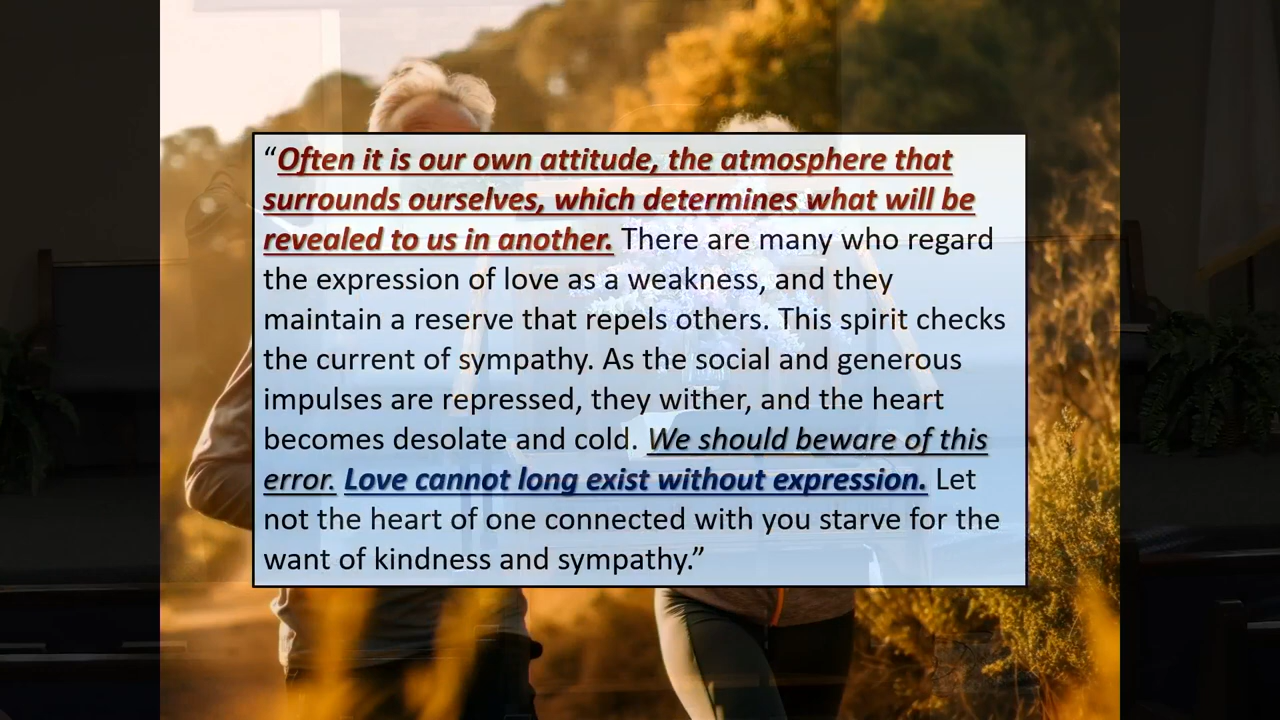 “Often it is our own attitude, the atmosphere that
surrounds ourselves, which determines what will be
revealed to us in another. There are many who regard
the expression of love as a weakness, and they
maintain a reserve that repels others. This spirit checks
the current of sympathy. As the social and generous
impulses are repressed, they wither, and the heart
becomes desolate and cold. We should beware of this
error. Love cannot long exist without expression. Let
not the heart of one connected with you starve for the
want of kindness and sympathy.”